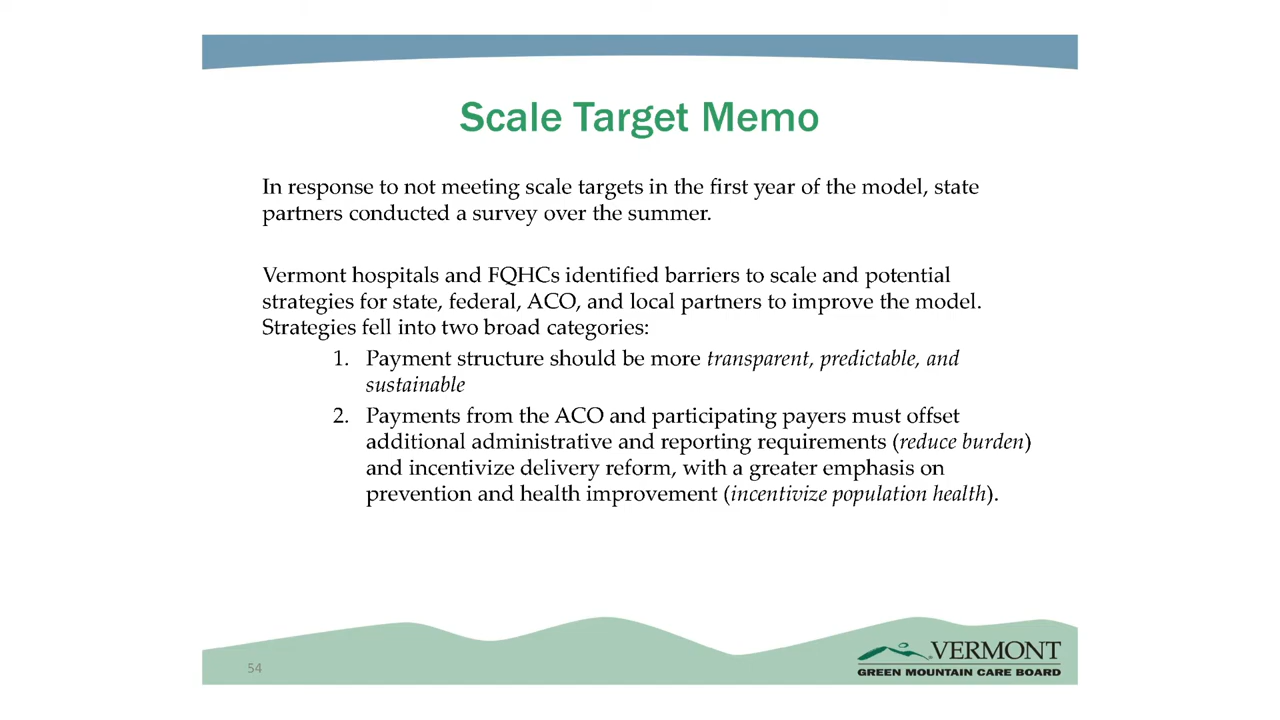 Scale Target Memo
In response to not meeting scale targets in the first year of the model, state
partners conducted a survey over the summer.
Vermont hospitals and FQHCs identified barriers to scale and potential
strategies for state, federal, ACO, and local partners to improve the model.
Strategies fell into two broad categories:
1. Payment structure should be more transparent, predictable, and
sustainable
2. Payments from the ACO and participating payers must offset
additional administrative and reporting requirements (reduce burden)
and incentivize delivery reform, with a greater emphasis on
prevention and health improvement (incentivize population health).
54
VERMONT
GREEN MOUNTAIN CARE BOARD